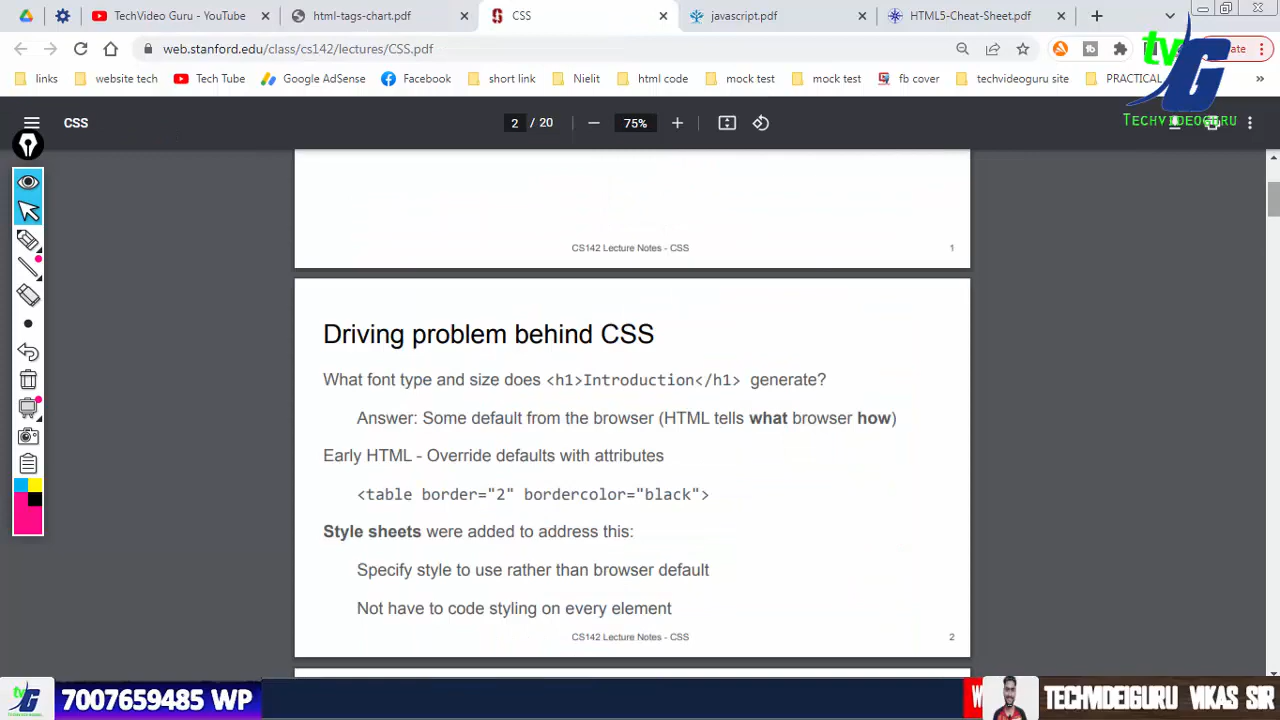 TechVideo Guru - YouTube
html-tags-chart.pdf
CSS
javascript.pdf
HTML5-Cheat-Sheet.pdf
web.stanford.edu/class/cs142/lectures/CSS.pdf
links
website tech
Tech Tube
Google AdSense
Facebook
short link
Nielit
html code
mock test
mock test
fb cover
techvideoguru site
PRACTICAL
tvG
TECHVIDEOGURU
CSS
2 / 20
75%
CS142 Lecture Notes - CSS
1
Driving problem behind CSS
What font type and size does <h1>Introduction</h1> generate?
Answer: Some default from the browser (HTML tells what browser how)
Early HTML - Override defaults with attributes
<table border="2" bordercolor="black">
Style sheets were added to address this:
Specify style to use rather than browser default
Not have to code styling on every element
CS142 Lecture Notes - CSS
2
7007659485 WP
W
TECHVIDEIGURU VIKAS SIR